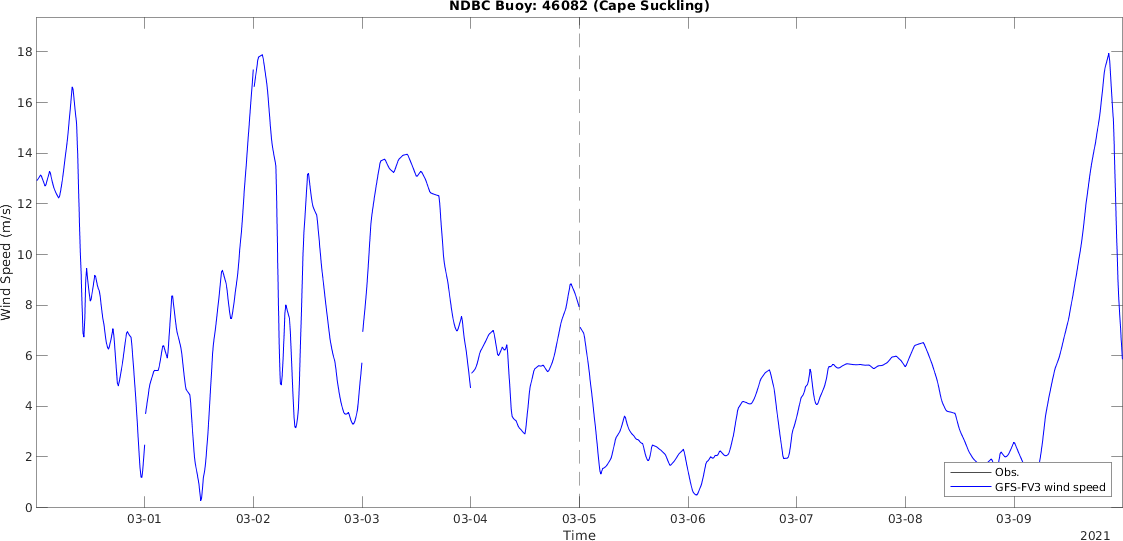 NDBC Buoy: 46082 (Cape Suckling)
18
16
14
12
10
8
6
4
2
0
Wind Speed (m/s)
Obs.
GFS-FV3 wind speed
03-01 03-02 03-03 03-04 03-05 03-06 03-07 03-08 03-09
Time
2021